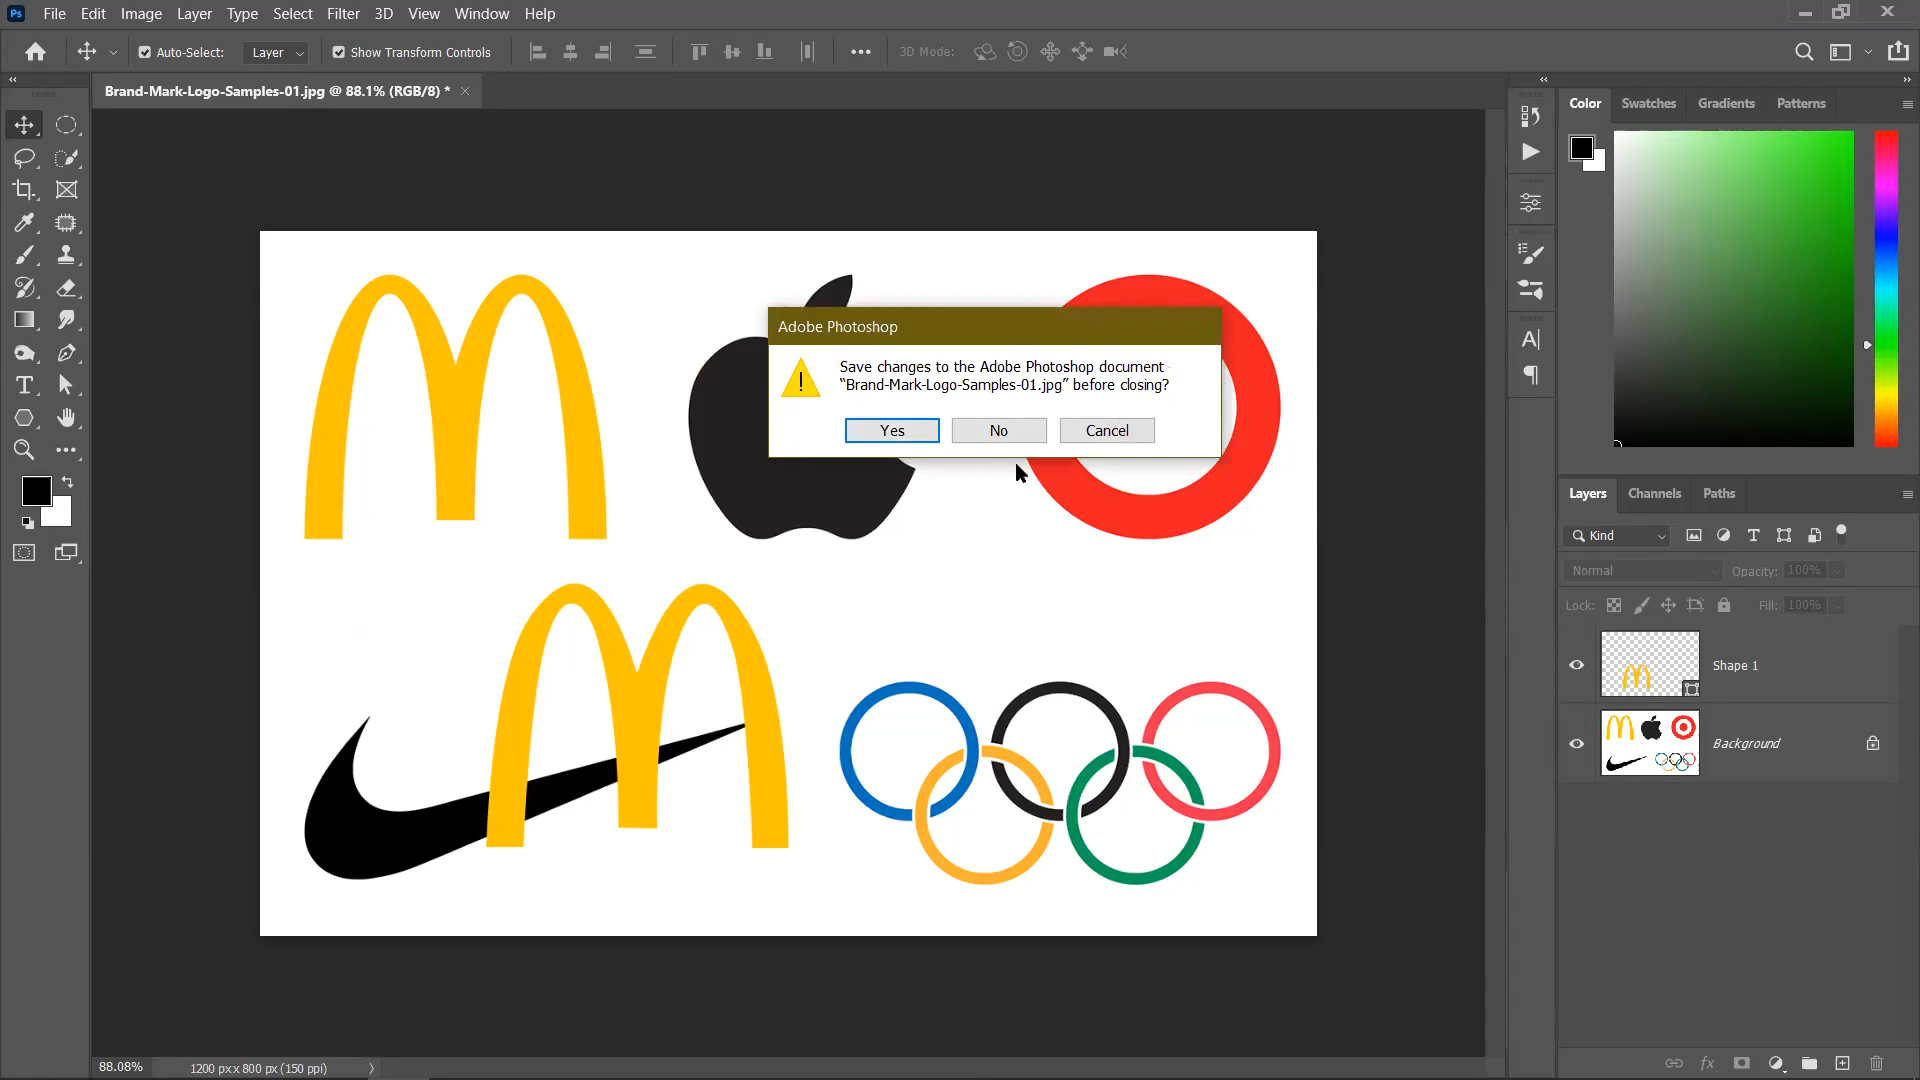 Ps File Edit Image Layer Type Select Filter 3D View Window Help
Auto-Select: Layer Show Transform Controls 3D Mode:
Brand-Mark-Logo-Samples-01.jpg @ 88.1% (RGB/8) *
Color Swatches Gradients Patterns
Adobe Photoshop
Save changes to the Adobe Photoshop document
“Brand-Mark-Logo-Samples-01.jpg” before closing?
Yes No Cancel
Layers Channels Paths
Kind
Normal Opacity: 100%
Lock: Fill: 100%
Shape 1
Background
88.08% 1200 px x 800 px (150 ppi)